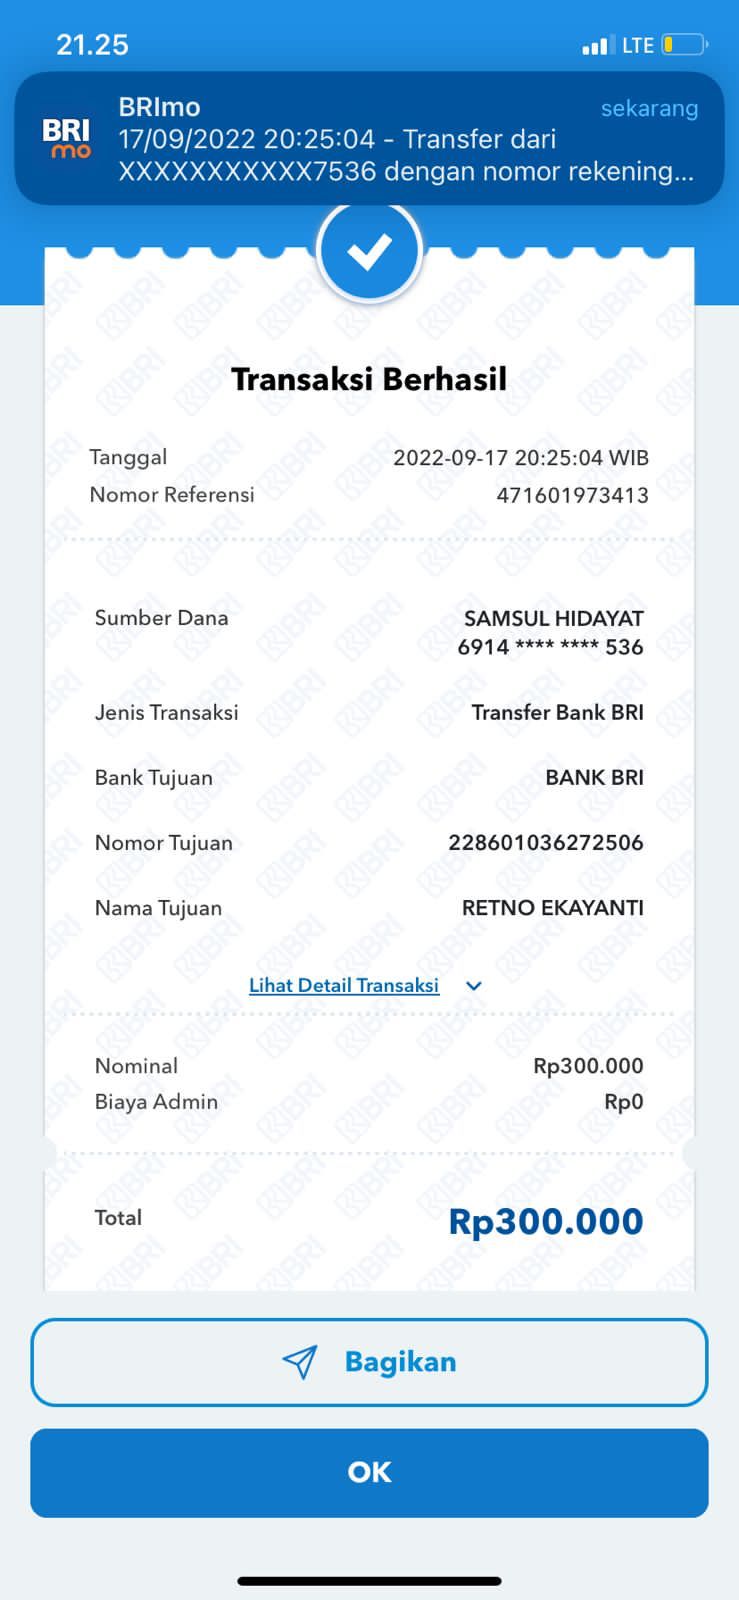 21.25
LTE
BRI
mo
BRImo
sekarang
17/09/2022 20:25:04 - Transfer dari
XXXXXXXXXXX7536 dengan nomor rekening...
Transaksi Berhasil
Tanggal 2022-09-17 20:25:04 WIB
Nomor Referensi 471601973413
Sumber Dana SAMSUL HIDAYAT
6914 **** **** 536
Jenis Transaksi Transfer Bank BRI
Bank Tujuan BANK BRI
Nomor Tujuan 228601036272506
Nama Tujuan RETNO EKAYANTI
Lihat Detail Transaksi
Nominal Rp300.000
Biaya Admin Rp0
Total Rp300.000
Bagikan
OK